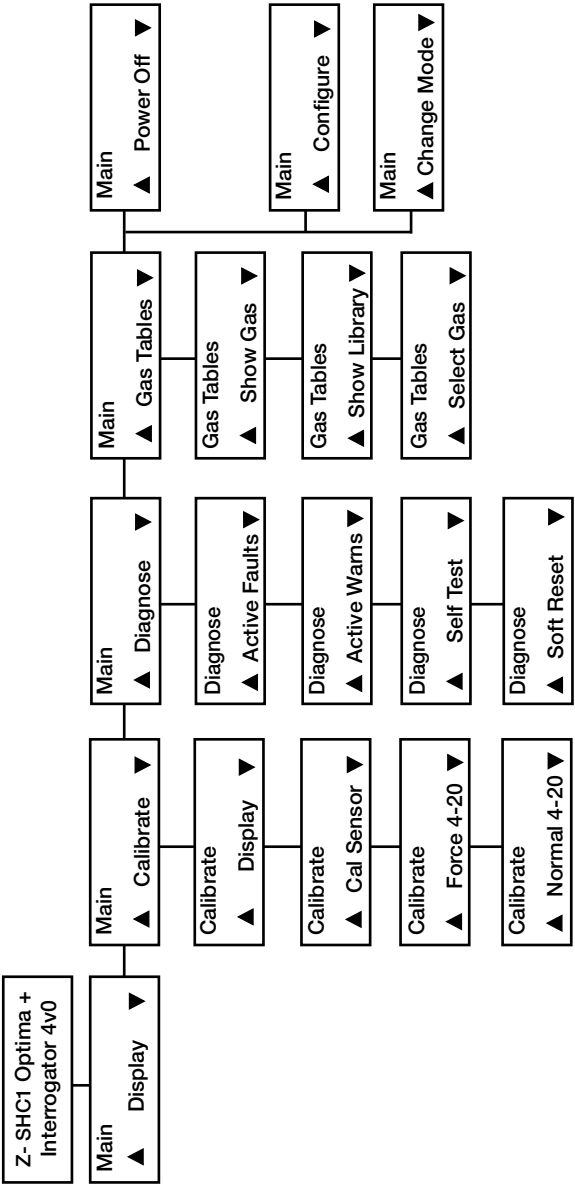 Z- SHC1 Optima +
Interrogator 4v0
Main
▲ Display ▼
Main
▲ Calibrate ▼
Calibrate
▲ Display ▼
Calibrate
▲ Cal Sensor ▼
Calibrate
▲ Force 4-20 ▼
Calibrate
▲ Normal 4-20 ▼
Main
▲ Diagnose ▼
Diagnose
▲ Active Faults ▼
Diagnose
▲ Active Warns ▼
Diagnose
▲ Self Test ▼
Diagnose
▲ Soft Reset ▼
Main
▲ Gas Tables ▼
Gas Tables
▲ Show Gas ▼
Gas Tables
▲ Show Library ▼
Gas Tables
▲ Select Gas ▼
Main
▲ Power Off ▼
Main
▲ Configure ▼
Main
▲ Change Mode ▼